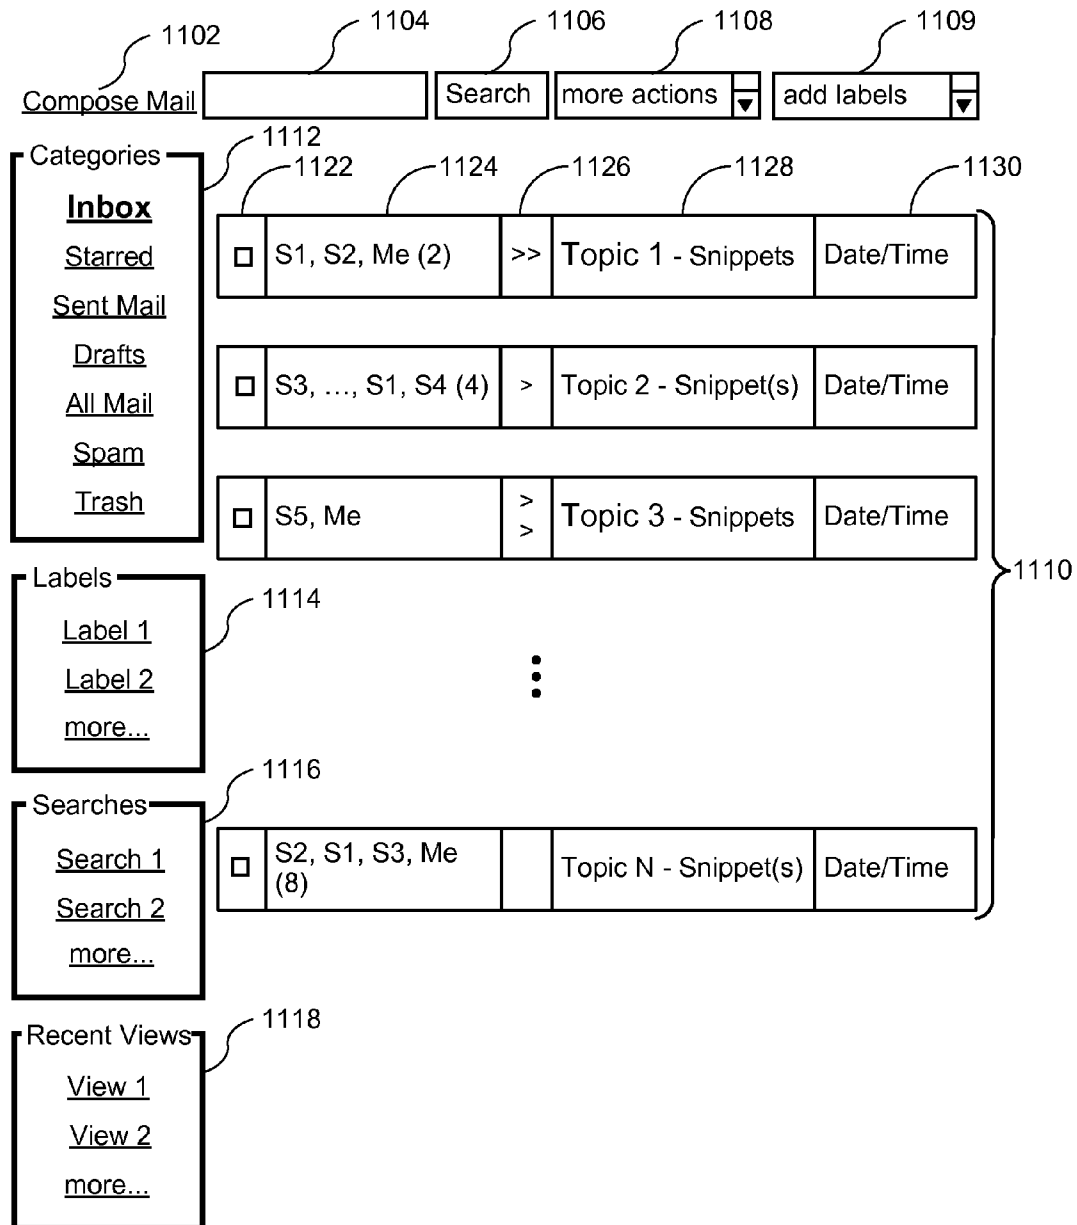 1102
1104
1106
1108
1109
Compose Mail
Search
more actions
add labels
1112
Categories
Inbox
Starred
Sent Mail
Drafts
All Mail
Spam
Trash
1122
1124
1126
1128
1130
S1, S2, Me (2)
>>
Topic 1 - Snippets
Date/Time
S3, ..., S1, S4 (4)
>
Topic 2 - Snippet(s)
Date/Time
S5, Me
>
>
Topic 3 - Snippets
Date/Time
1110
Labels
1114
Label 1
Label 2
more...
Searches
1116
Search 1
Search 2
more...
S2, S1, S3, Me
(8)
Topic N - Snippet(s)
Date/Time
Recent Views
1118
View 1
View 2
more...